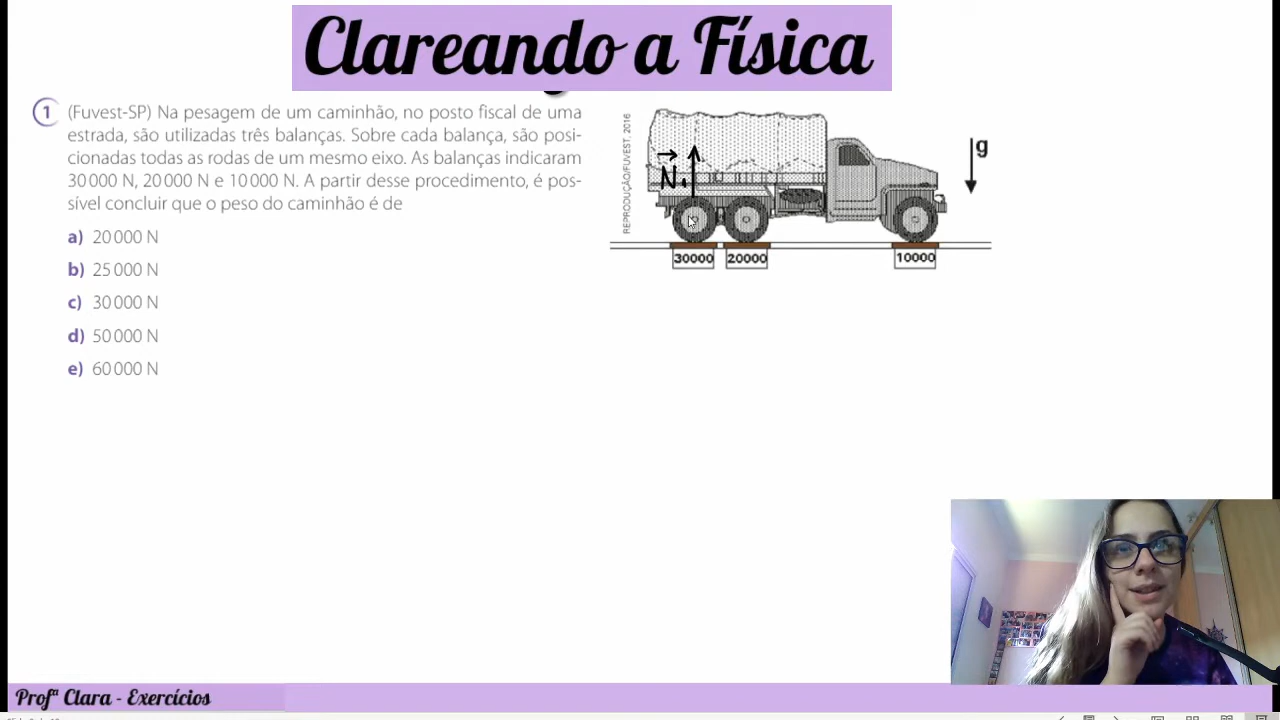 Clareando a Física
1 (Fuvest-SP) Na pesagem de um caminhão, no posto fiscal de uma
estrada, são utilizadas três balanças. Sobre cada balança, são posi-
cionadas todas as rodas de um mesmo eixo. As balanças indicaram
30 000 N, 20 000 N e 10 000 N. A partir desse procedimento, é pos-
sível concluir que o peso do caminhão é de
a) 20 000 N
b) 25 000 N
c) 30 000 N
d) 50 000 N
e) 60 000 N
REPRODUÇÃO/FUVEST, 2016
N₁
g
30000 20000 10000
Profª Clara - Exercícios